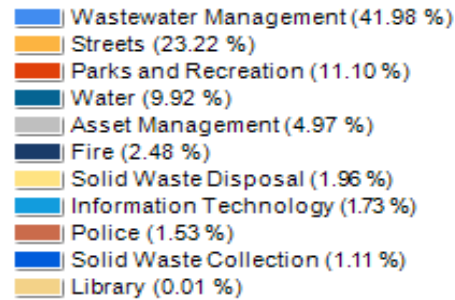 Wastewater Management (41.98 %)
Streets (23.22 %)
Parks and Recreation (11.10 %)
Water (9.92 %)
Asset Management (4.97 %)
Fire (2.48 %)
Solid Waste Disposal (1.96 %)
Information Technology (1.73 %)
Police (1.53 %)
Solid Waste Collection (1.11 %)
Library (0.01 %)